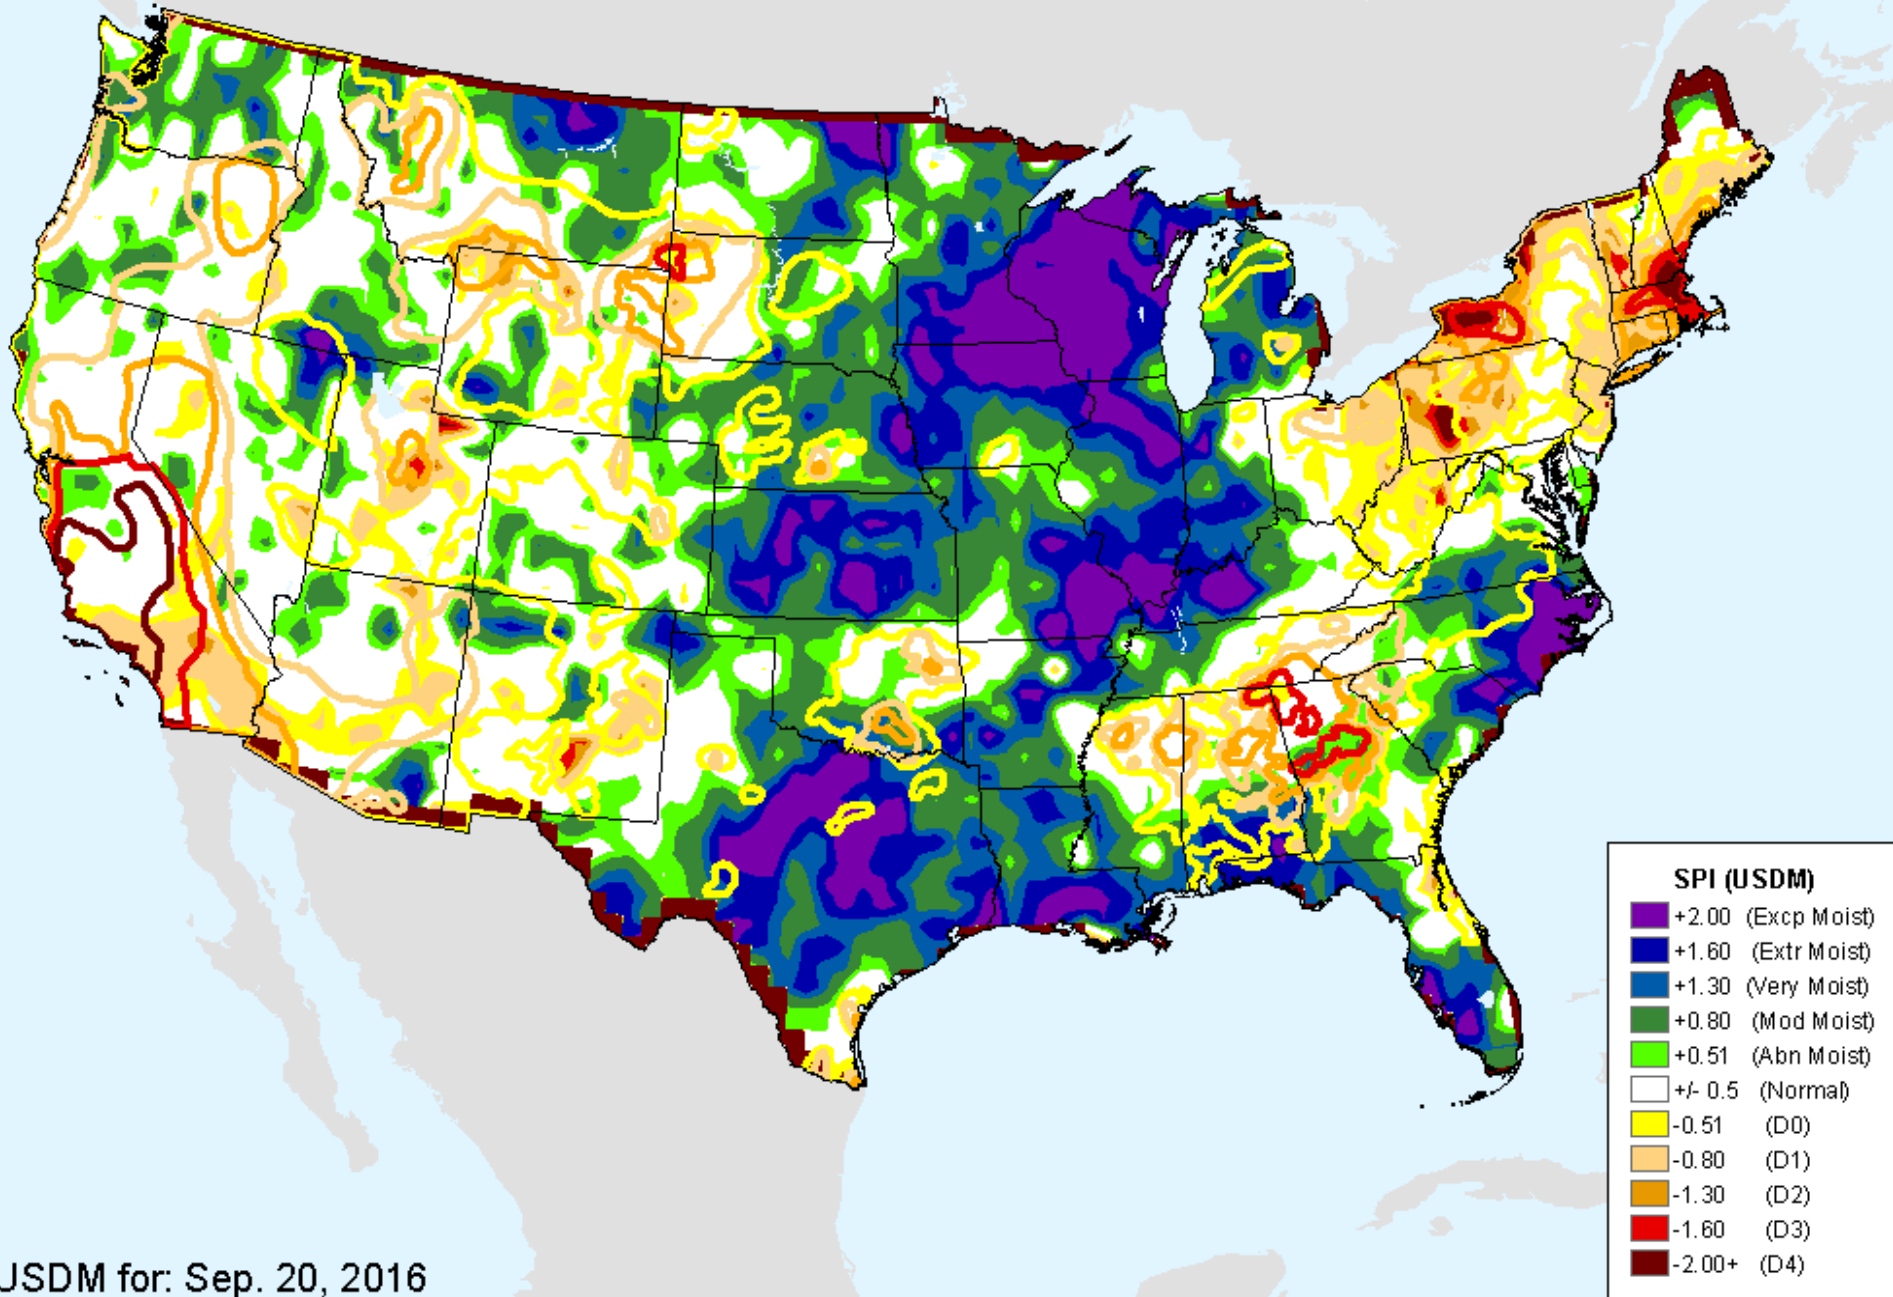 SPI (USDM)
+2.00 (Excp Moist)
+1.60 (Extr Moist)
+1.30 (Very Moist)
+0.80 (Mod Moist)
+0.51 (Abn Moist)
+/- 0.5 (Normal)
-0.51 (D0)
-0.80 (D1)
-1.30 (D2)
-1.60 (D3)
-2.00+ (D4)
USDM for: Sep. 20, 2016